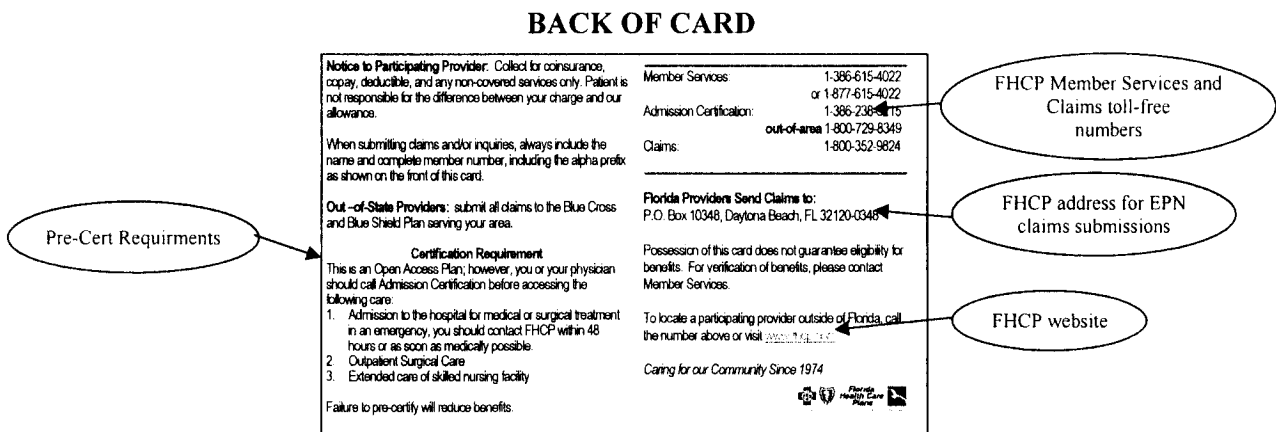 BACK OF CARD
Notice to Participating Provider: Collect for coinsurance,
copay, deductible, and any non-covered services only. Patient is
not responsible for the difference between your charge and our
allowance.
When submitting claims and/or inquiries, always include the
name and complete member number, including the alpha prefix
as shown on the front of this card.
Out -of-State Providers: submit all claims to the Blue Cross
and Blue Shield Plan serving your area.
Certification Requirement
This is an Open Access Plan; however, you or your physician
should call Admission Certification before accessing the
following care:
1. Admission to the hospital for medical or surgical treatment
in an emergency, you should contact FHCP within 48
hours or as soon as medically possible.
2. Outpatient Surgical Care
3. Extended care of skilled nursing facility
Failure to pre-certify will reduce benefits.
Member Services: 1-386-615-4022
or 1-877-615-4022
Admission Certification:
out-of-area 1-800-729-8349
Claims: 1-800-352-9824
Florida Providers Send Claims to:
P.O. Box 10348, Daytona Beach, FL 32120-0348
Possession of this card does not guarantee eligibility for
benefits. For verification of benefits, please contact
Member Services.
To locate a participating provider outside of Florida, call
the number above or visit
Caring for our Community Since 1974
Florida
Health Care
Plans
Pre-Cert Requirments
FHCP Member Services and
Claims toll-free
numbers
FHCP address for EPN
claims submissions
FHCP website